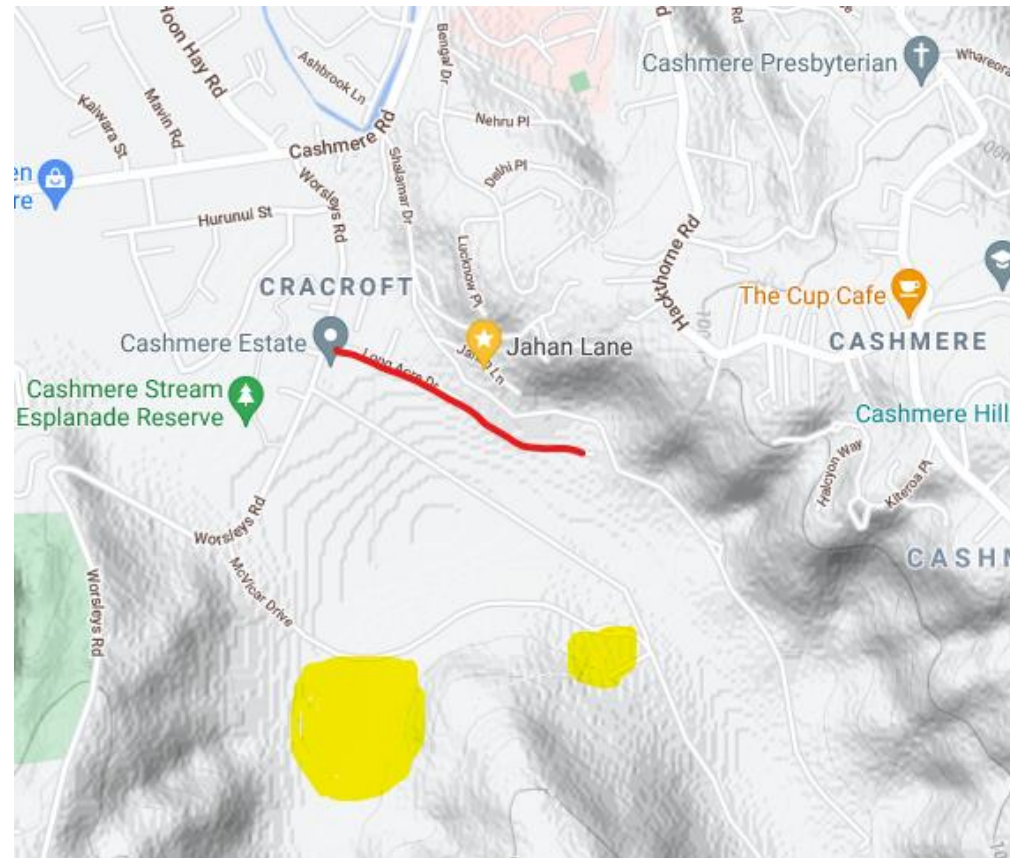 Hoon Hay Rd
Ashbrook Ln
Bengal Dr
Rd
Cashmere Presbyterian
Kaiwara St
Mavin Rd
Cashmere Rd
Nehru Pl
Worsleys Rd
Shalamar Dr
Delhi Pl
Hurunui St
Lucknow Pl
Hackthorne Rd
CRACROFT
The Cup Cafe
CASHMERE
Cashmere Estate
Long Acre Dr
Jahan Lane
Cashmere Stream
Esplanade Reserve
Cashmere Hill
Halcyon Way
Kiteroa Pl
Worsleys Rd
McVicar Drive
Worsleys Rd